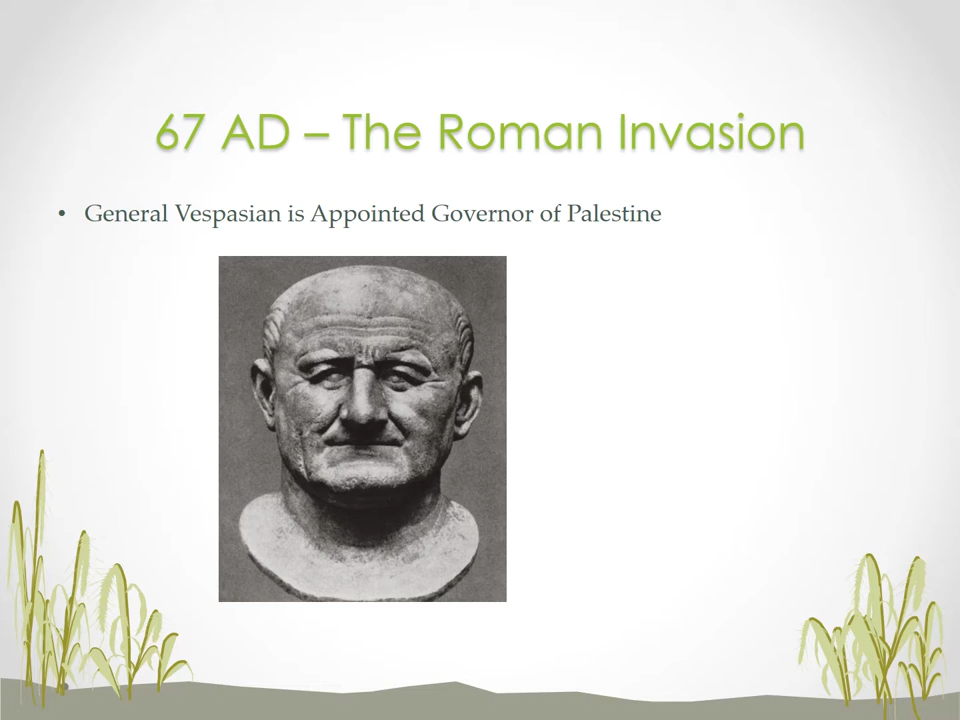 67 AD – The Roman Invasion
• General Vespasian is Appointed Governor of Palestine